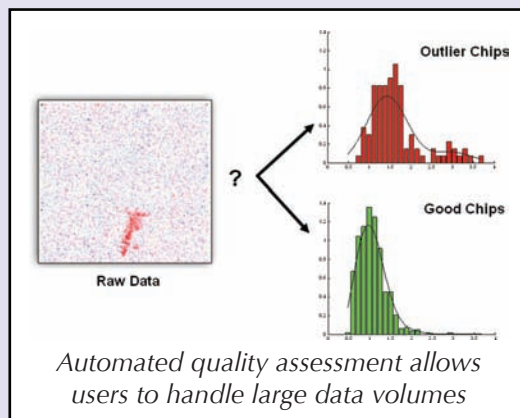 Outlier Chips
?
Good Chips
Raw Data
Automated quality assessment allows
users to handle large data volumes